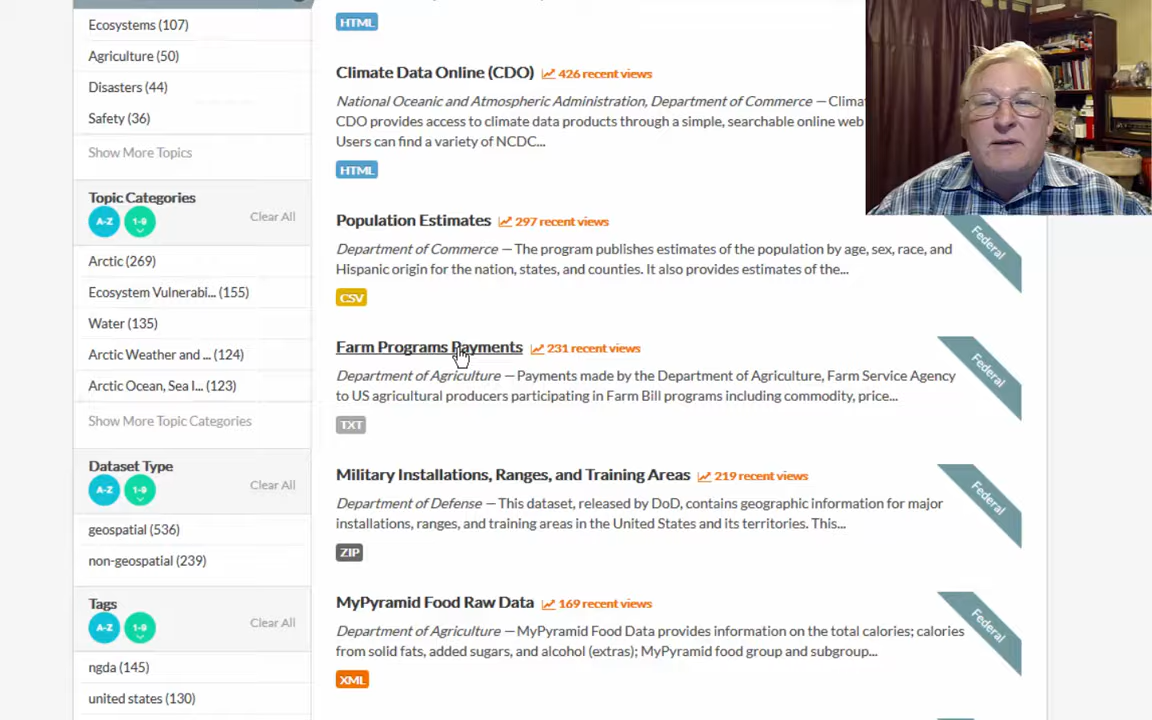 Ecosystems (107)
Agriculture (50)
Disasters (44)
Safety (36)
Show More Topics
Topic Categories
Clear All
A-Z
1-9
Arctic (269)
Ecosystem Vulnerabi... (155)
Water (135)
Arctic Weather and ... (124)
Arctic Ocean, Sea I... (123)
Show More Topic Categories
Dataset Type
Clear All
A-Z
1-9
geospatial (536)
non-geospatial (239)
Tags
Clear All
A-Z
1-9
ngda (145)
united states (130)
HTML
Climate Data Online (CDO) 426 recent views
National Oceanic and Atmospheric Administration, Department of Commerce — Clima
CDO provides access to climate data products through a simple, searchable online web
Users can find a variety of NCDC...
HTML
Population Estimates 297 recent views
Federal
Department of Commerce — The program publishes estimates of the population by age, sex, race, and
Hispanic origin for the nation, states, and counties. It also provides estimates of the...
CSV
Farm Programs Payments 231 recent views
Federal
Department of Agriculture — Payments made by the Department of Agriculture, Farm Service Agency
to US agricultural producers participating in Farm Bill programs including commodity, price...
TXT
Military Installations, Ranges, and Training Areas 219 recent views
Federal
Department of Defense — This dataset, released by DoD, contains geographic information for major
installations, ranges, and training areas in the United States and its territories. This...
ZIP
MyPyramid Food Raw Data 169 recent views
Federal
Department of Agriculture — MyPyramid Food Data provides information on the total calories; calories
from solid fats, added sugars, and alcohol (extras); MyPyramid food group and subgroup...
XML